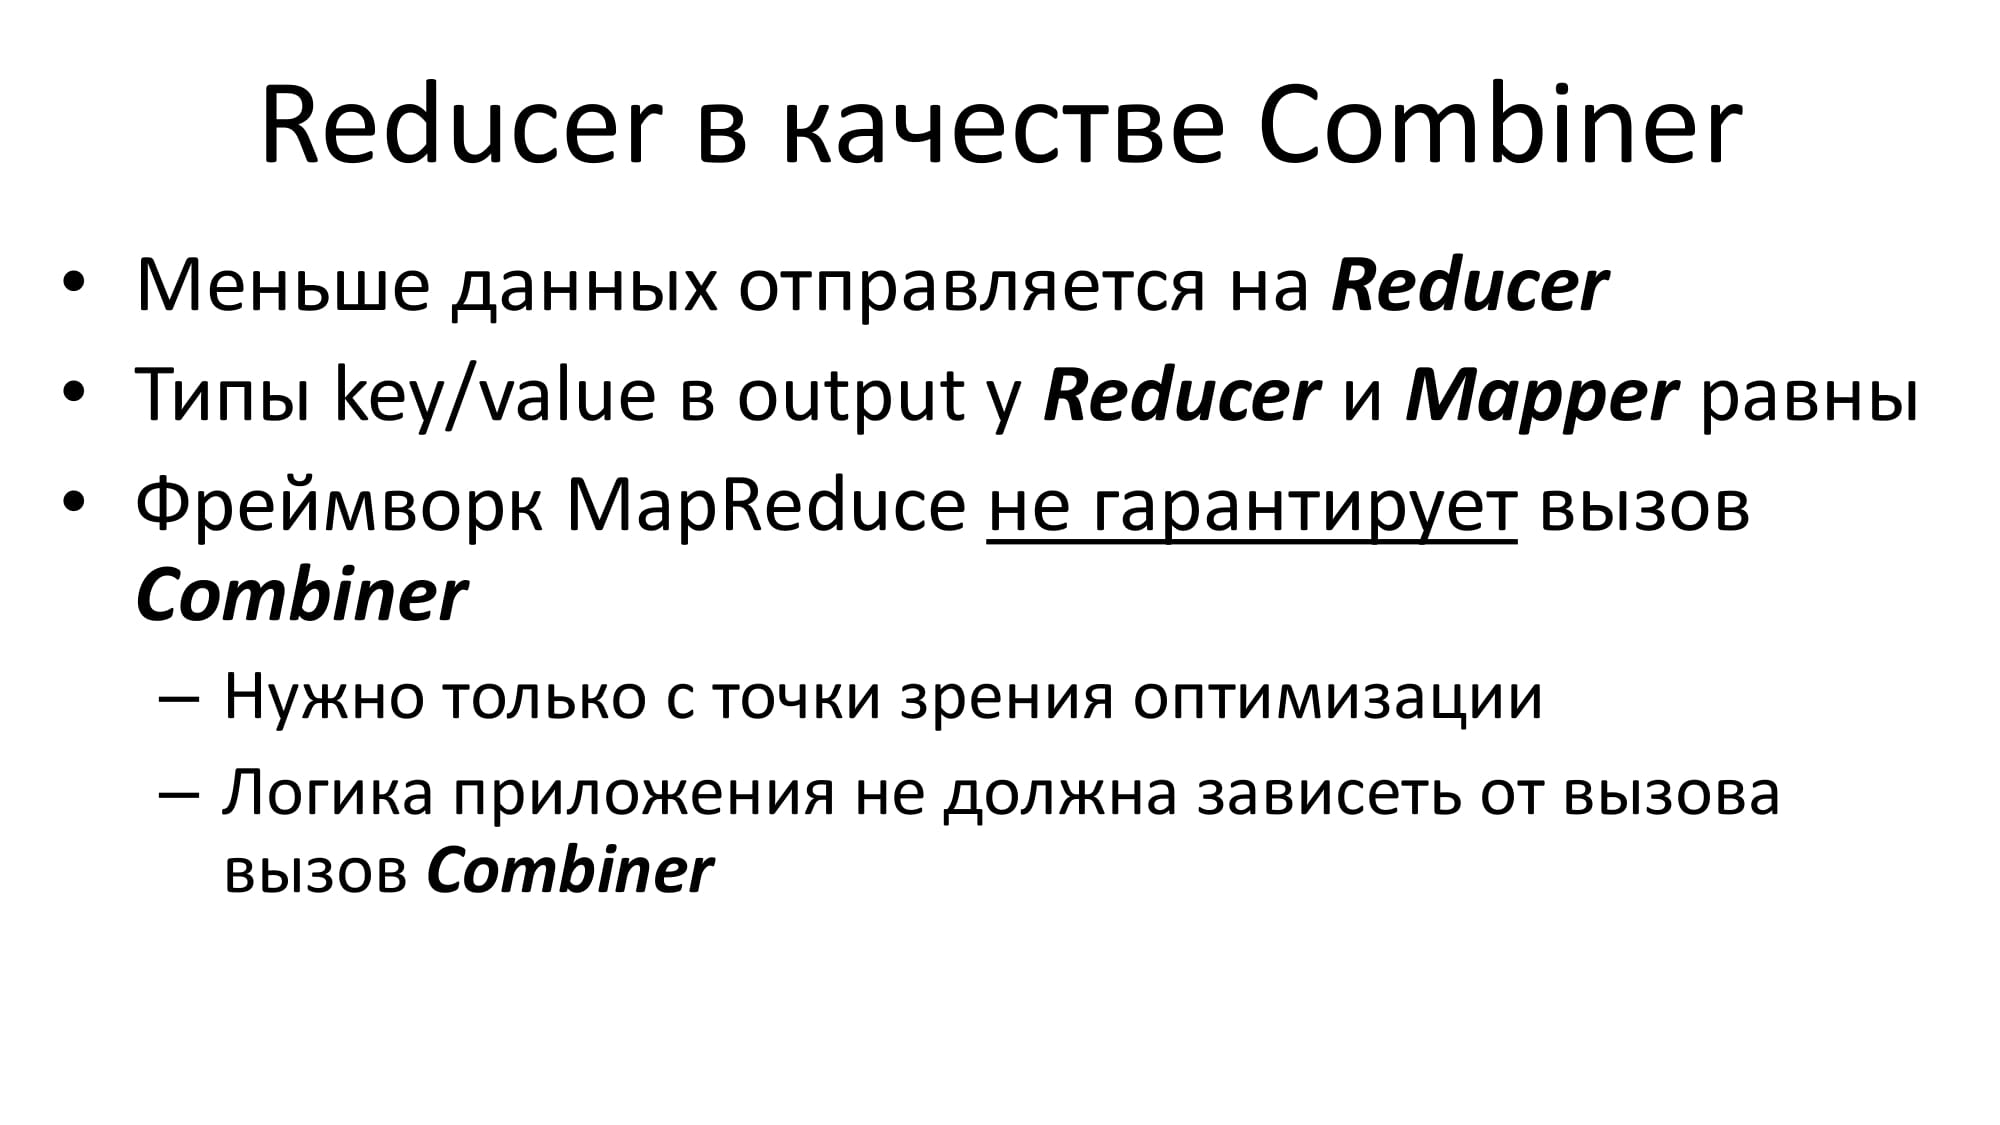 Reducer в качестве Combiner
• Меньше данных отправляется на Reducer
• Типы key/value в output у Reducer и Mapper равны
• Фреймворк MapReduce не гарантирует вызов
Combiner
– Нужно только с точки зрения оптимизации
– Логика приложения не должна зависеть от вызова
вызов Combiner